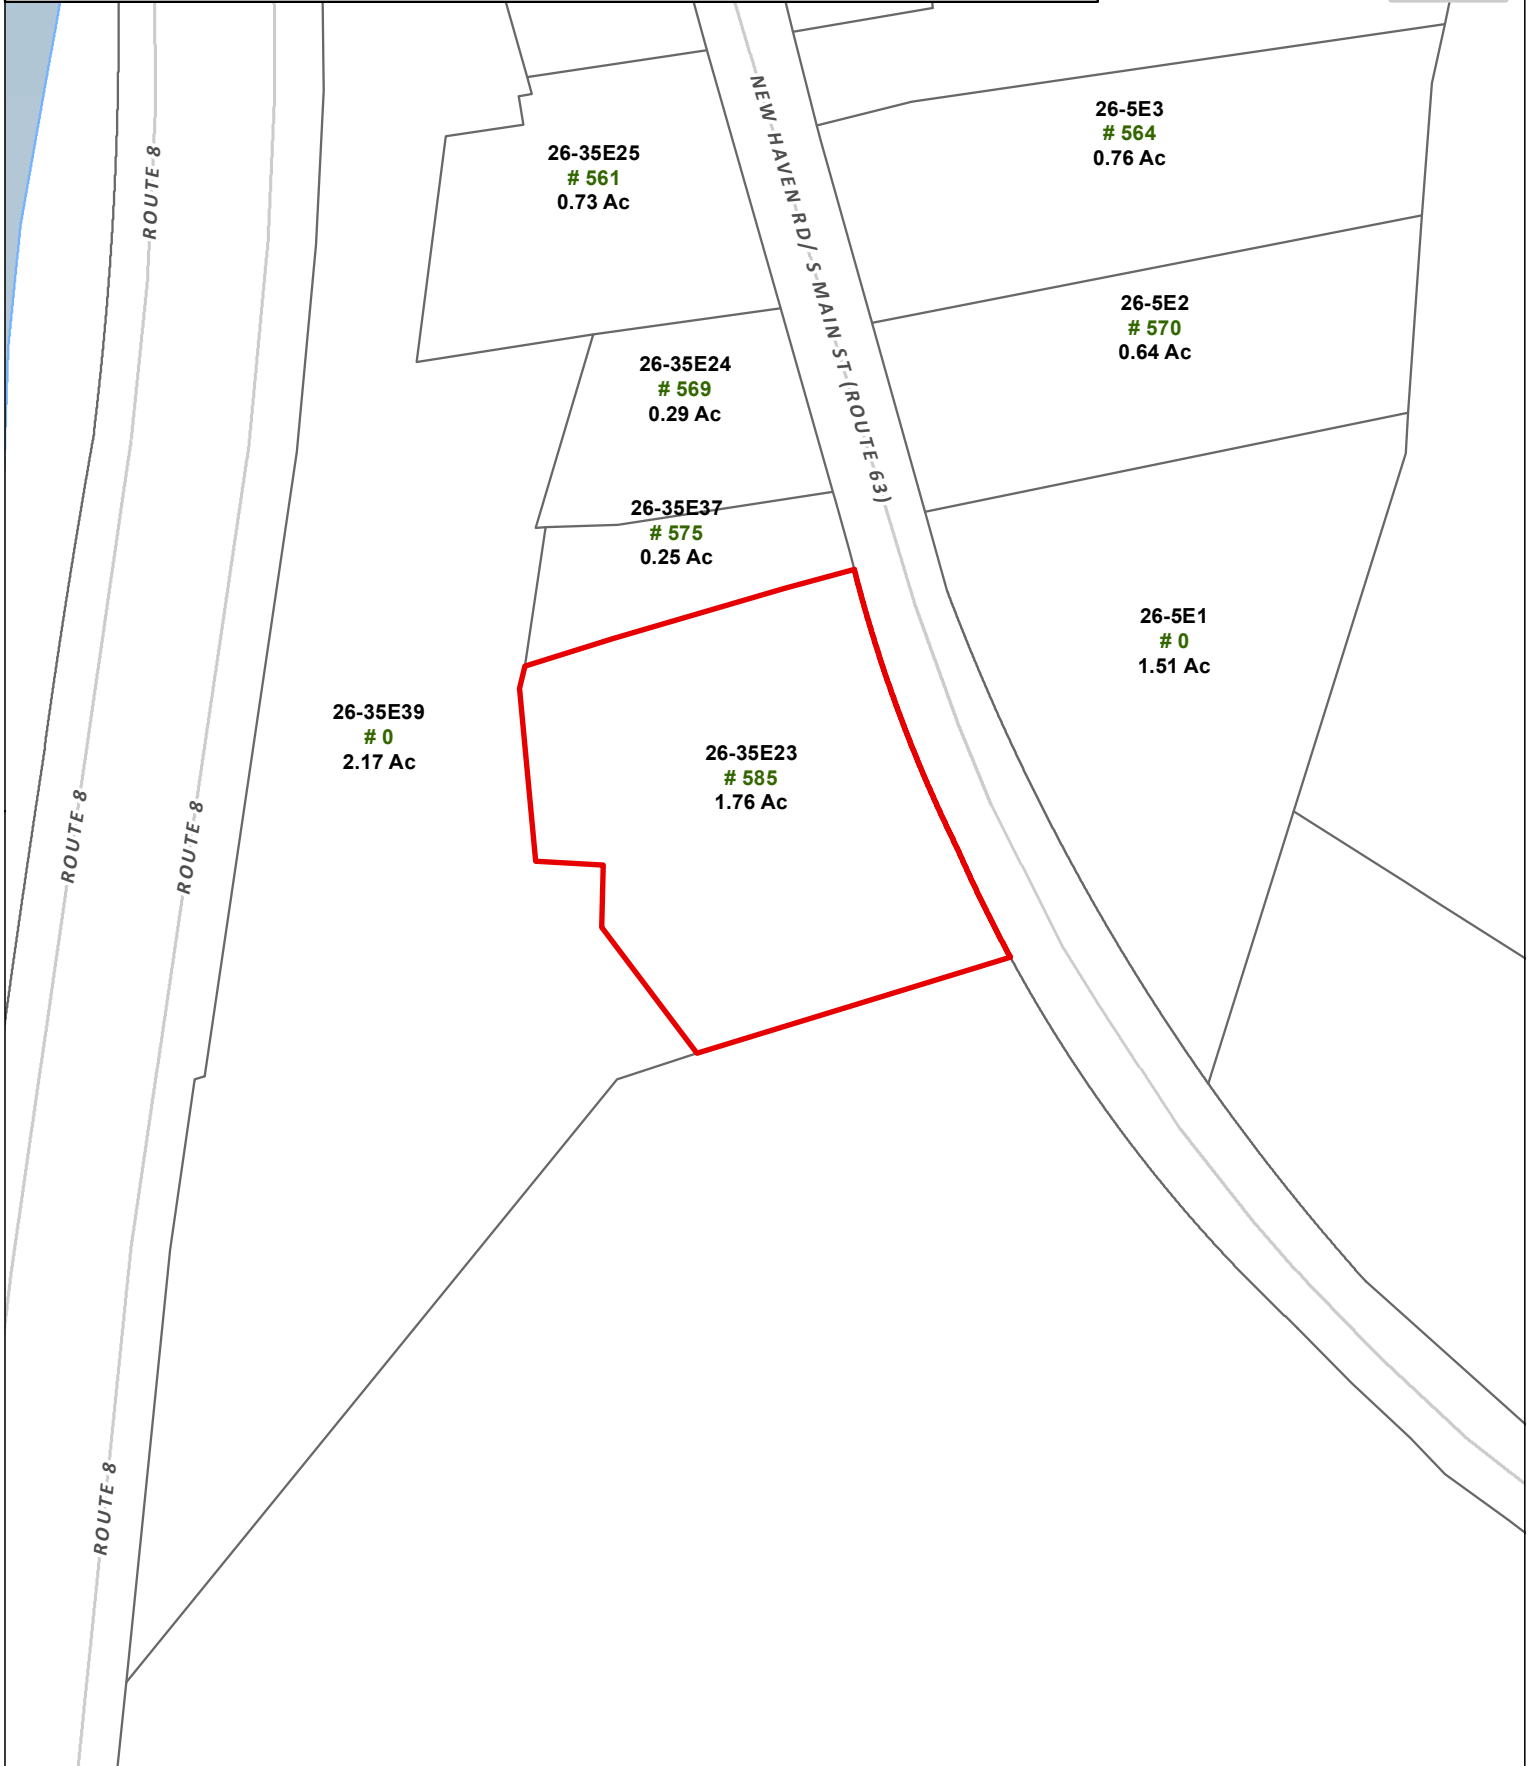 26-5E3
# 564
0.76 Ac
26-35E25
# 561
0.73 Ac
ROUTE 8
NEW HAVEN RD/ S MAIN ST (ROUTE 63)
26-5E2
# 570
0.64 Ac
26-35E24
# 569
0.29 Ac
26-35E37
# 575
0.25 Ac
26-5E1
# 0
1.51 Ac
26-35E39
# 0
2.17 Ac
26-35E23
# 585
1.76 Ac
ROUTE 8
ROUTE 8
ROUTE 8